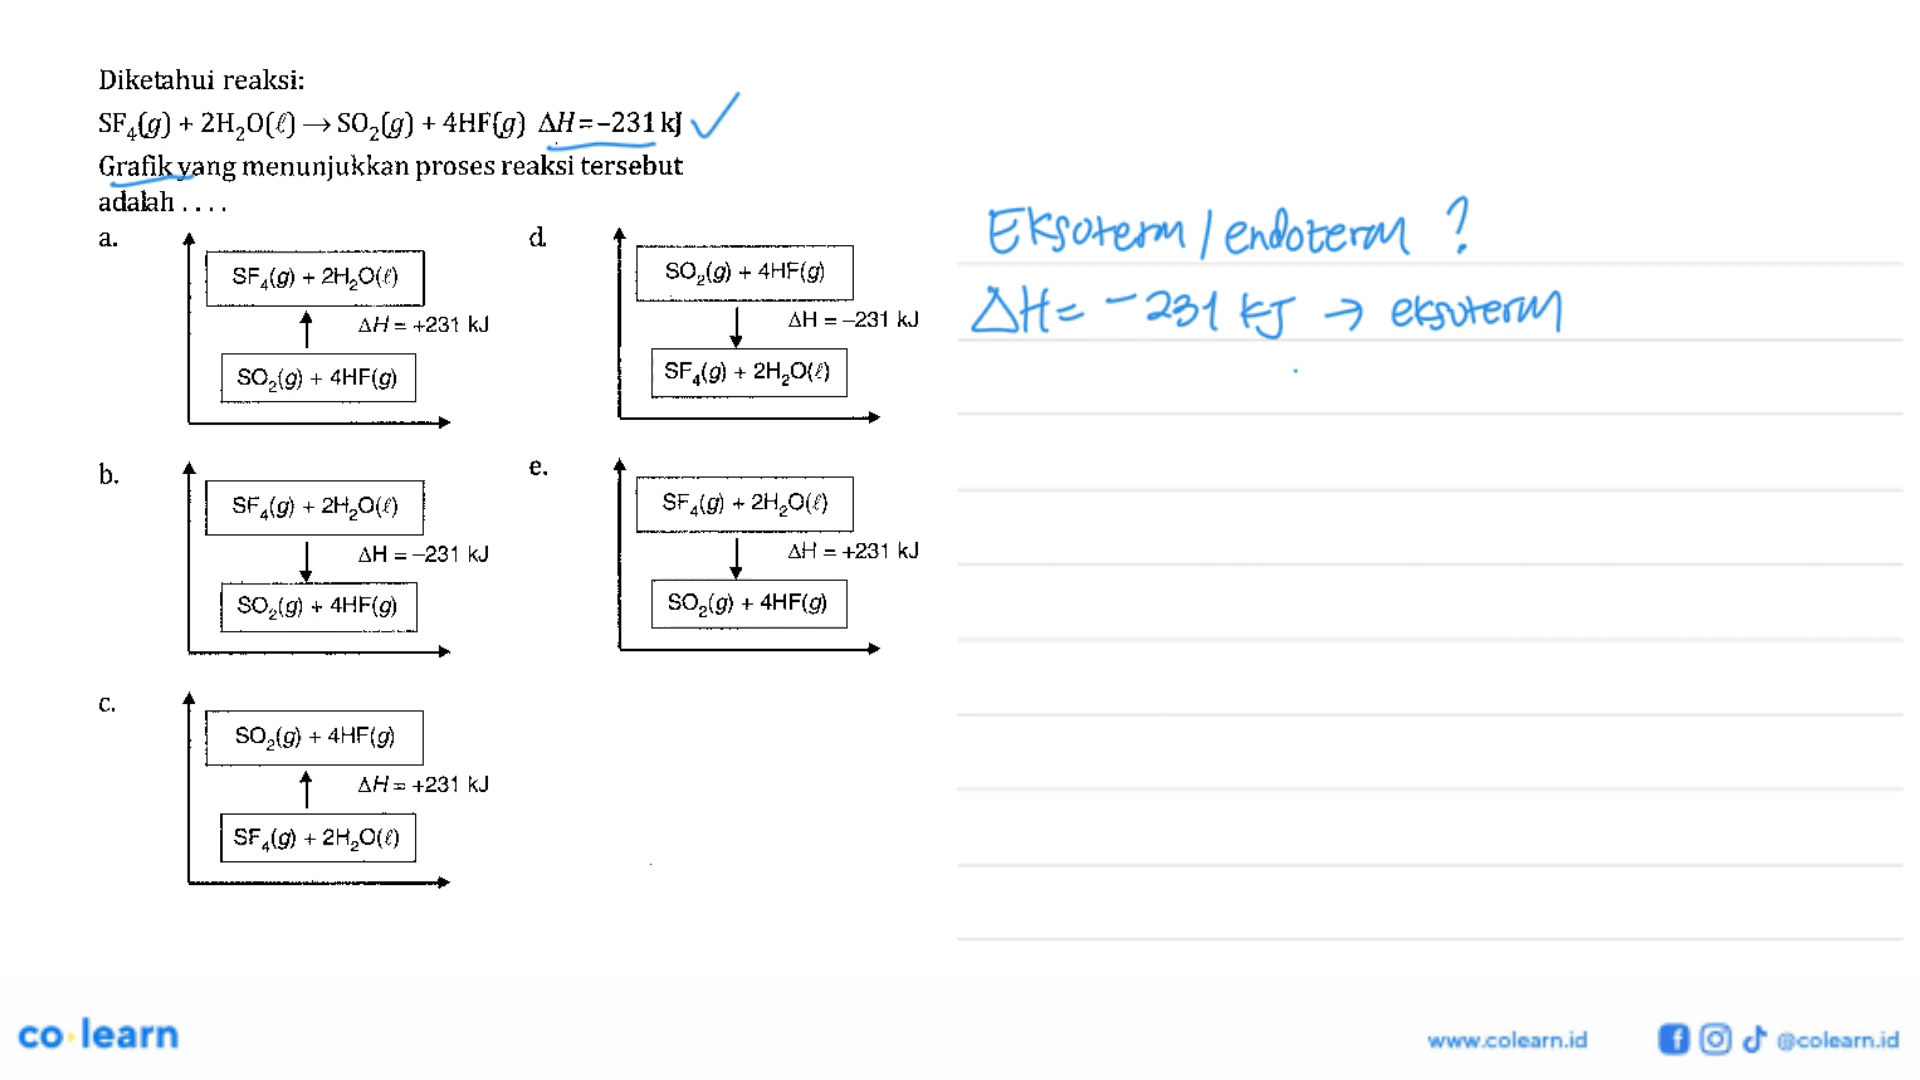 Diketahui reaksi:
SF₄(g) + 2H₂O(ℓ) → SO₂(g) + 4HF(g) ΔH = –231 kJ
Grafik yang menunjukkan proses reaksi tersebut
adalah . . . .
a.
SF₄(g) + 2H₂O(ℓ)
ΔH = +231 kJ
SO₂(g) + 4HF(g)
b.
SF₄(g) + 2H₂O(ℓ)
ΔH = –231 kJ
SO₂(g) + 4HF(g)
c.
SO₂(g) + 4HF(g)
ΔH = +231 kJ
SF₄(g) + 2H₂O(ℓ)
d.
SO₂(g) + 4HF(g)
ΔH = –231 kJ
SF₄(g) + 2H₂O(ℓ)
e.
SF₄(g) + 2H₂O(ℓ)
ΔH = +231 kJ
SO₂(g) + 4HF(g)
Eksoterm / endoterm ?
ΔH = – 231 kJ → eksoterm
co learn
www.colearn.id
@colearn.id